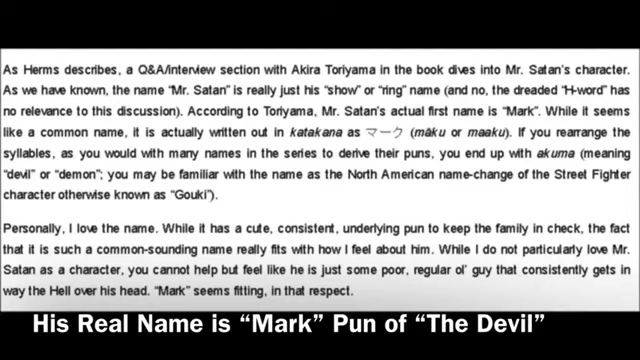 As Herms describes, a Q&A/interview section with Akira Toriyama in the book dives into Mr. Satan's character.
As we have known, the name "Mr. Satan" is really just his "show" or "ring" name (and no, the dreaded "H-word" has
no relevance to this discussion). According to Toriyama, Mr. Satan's actual first name is "Mark". While it seems
like a common name, it is actually written out in katakana as マーク (māku or maaku). If you rearrange the
syllables, as you would with many names in the series to derive their puns, you end up with akuma (meaning
"devil" or "demon"; you may be familiar with the name as the North American name-change of the Street Fighter
character otherwise known as "Gouki").
Personally, I love the name. While it has a cute, consistent, underlying pun to keep the family in check, the fact
that it is such a common-sounding name really fits with how I feel about him. While I do not particularly love Mr.
Satan as a character, you cannot help but feel like he is just some poor, regular ol' guy that consistently gets in
way the Hell over his head. "Mark" seems fitting, in that respect.
His Real Name is "Mark" Pun of "The Devil"